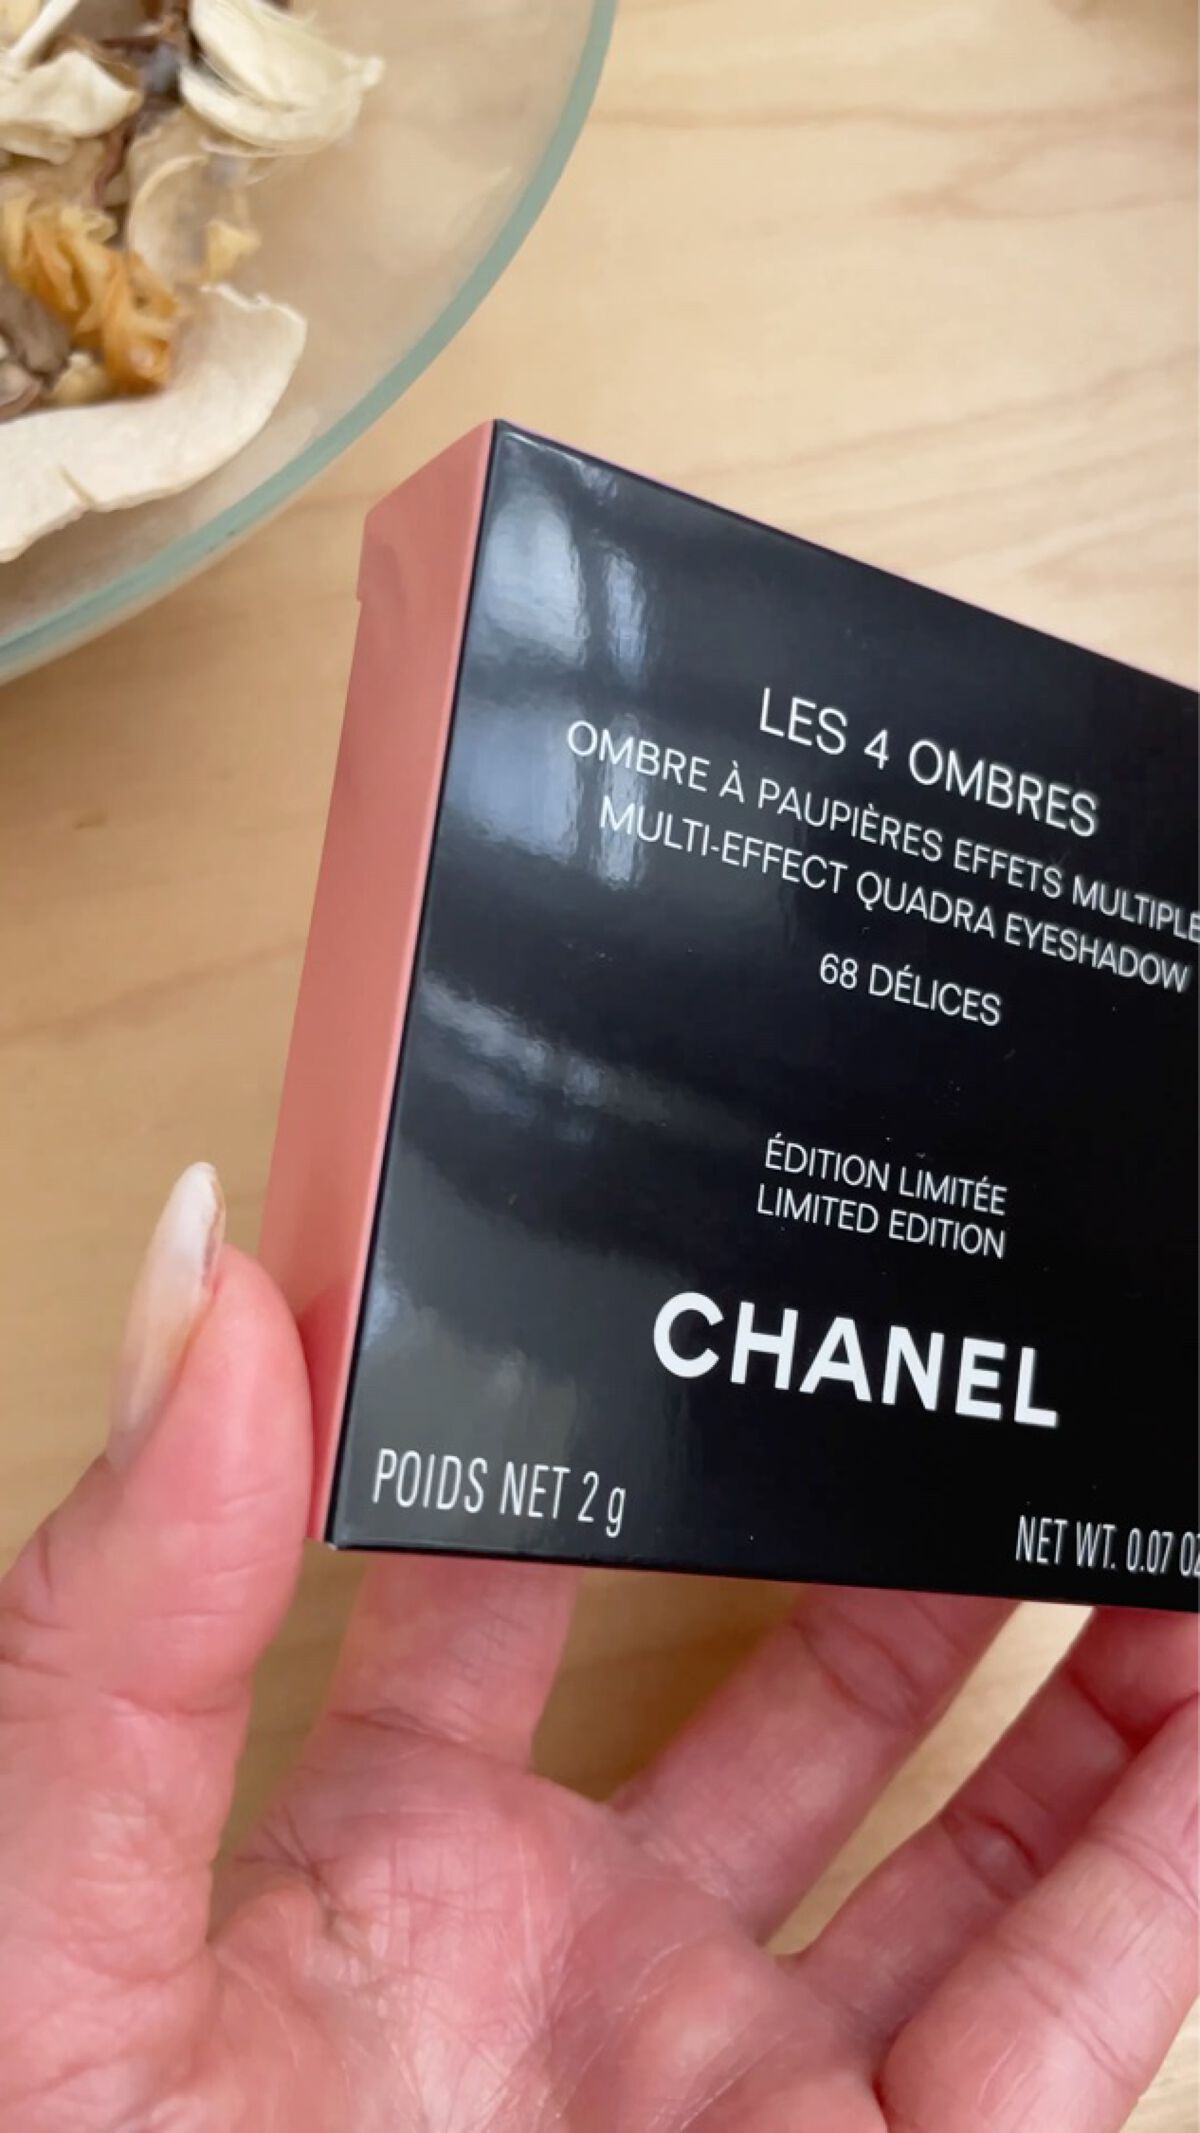 LES 4 OMBRES
OMBRE À PAUPIÈRES EFFETS MULTIPLE
MULTI-EFFECT QUADRA EYESHADOW
68 DÉLICES
ÉDITION LIMITÉE
LIMITED EDITION
CHANEL
POIDS NET 2 g
NET WT. 0.07 OZ